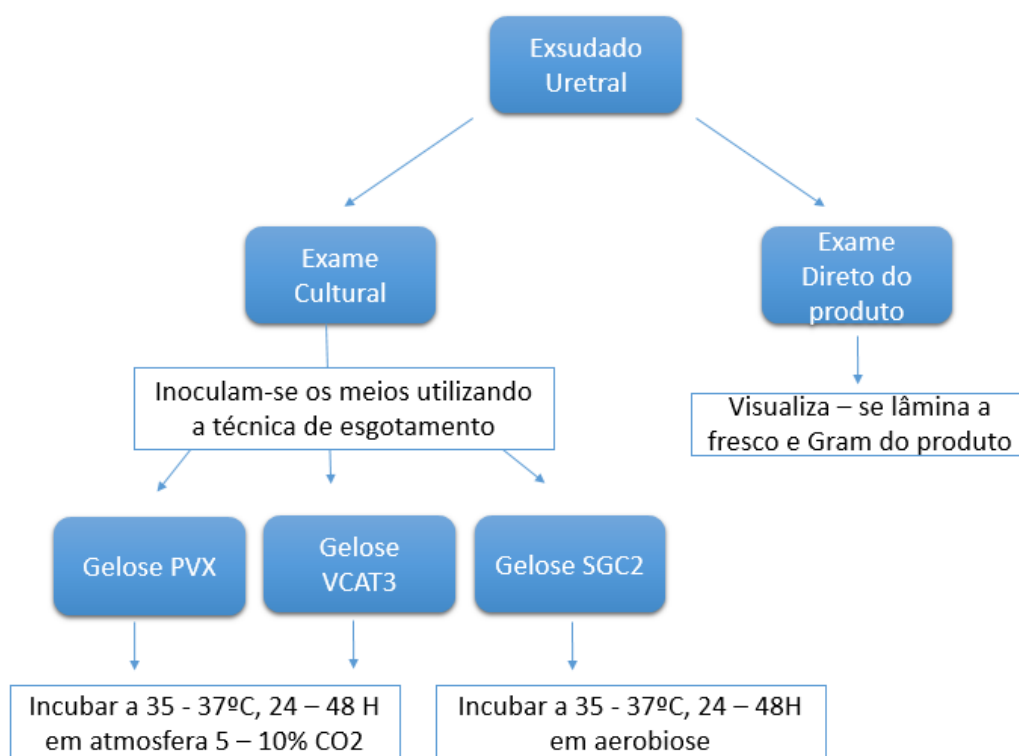 Exsudado
Uretral
Exame
Cultural
Exame
Direto do
produto
Inoculam-se os meios utilizando
a técnica de esgotamento
Visualiza – se lâmina a
fresco e Gram do produto
Gelose PVX
Gelose
VCAT3
Gelose SGC2
Incubar a 35 - 37ºC, 24 – 48 H
em atmosfera 5 – 10% CO2
Incubar a 35 - 37ºC, 24 – 48H
em aerobiose